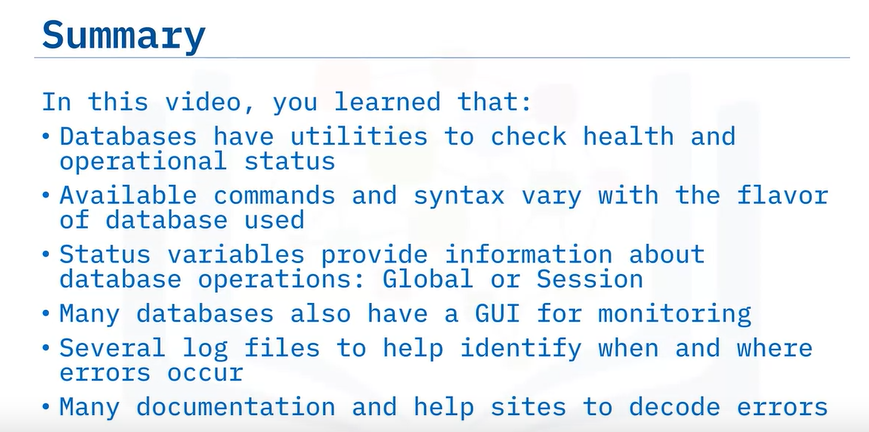 Summary
In this video, you learned that:
• Databases have utilities to check health and
operational status
• Available commands and syntax vary with the flavor
of database used
• Status variables provide information about
database operations: Global or Session
• Many databases also have a GUI for monitoring
• Several log files to help identify when and where
errors occur
• Many documentation and help sites to decode errors